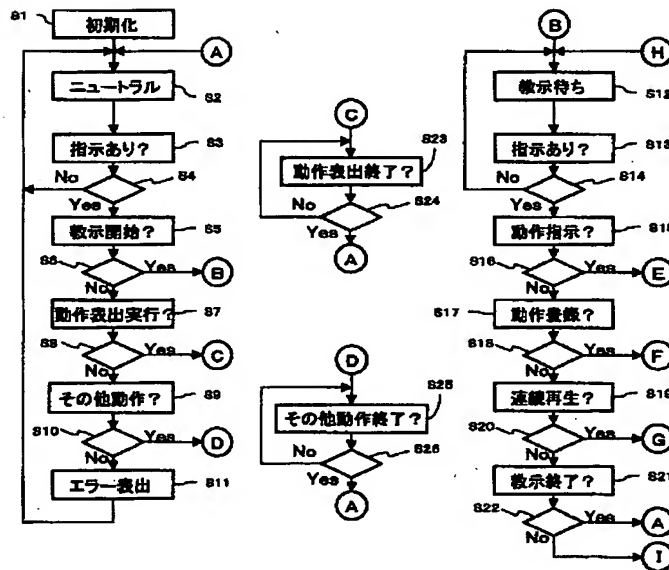 S1
初期化
A
ニュートラル
S2
指示あり?
S3
No
S4
Yes
教示開始?
S5
S6
Yes
B
No
動作表出実行?
S7
S8
Yes
C
No
その他動作?
S9
S10
Yes
D
No
エラー表出
S11
C
S23
動作表出終了?
No
S24
Yes
A
D
S25
その他動作終了?
No
S26
Yes
A
B
H
教示待ち
S12
指示あり?
S13
No
S14
Yes
動作指示?
S15
S16
Yes
E
No
S17
動作登録?
S18
Yes
F
No
連続再生?
S19
S20
Yes
G
No
教示終了?
S21
S22
Yes
A
No
I